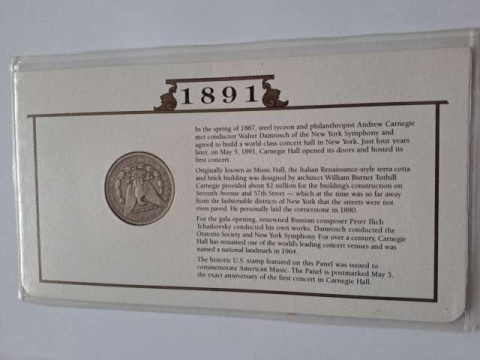 1891
In the spring of 1887, steel tycoon and philanthropist Andrew Carnegie
met conductor Walter Damrosch of the New York Symphony and
agreed to build a world-class concert hall in New York. Just four years
later, on May 5, 1891, Carnegie Hall opened its doors and hosted its
first concert.
Originally known as Music Hall, the Italian Renaissance-style terra cotta
and brick building was designed by architect William Burnet Tuthill.
Carnegie provided about $2 million for the building's construction on
Seventh Avenue and 57th Street — which at the time was so far away
from the fashionable districts of New York that the streets were not
even paved. He personally laid the cornerstone in 1890.
For the gala opening, renowned Russian composer Peter Ilich
Tchaikovsky conducted his own works. Damrosch conducted the
Oratorio Society and New York Symphony. For over a century, Carnegie
Hall has remained one of the world's leading concert venues and was
named a national landmark in 1964.
The historic U.S. stamp featured on this Panel was issued to
commemorate American Music. The Panel is postmarked May 5,
the exact anniversary of the first concert in Carnegie Hall.